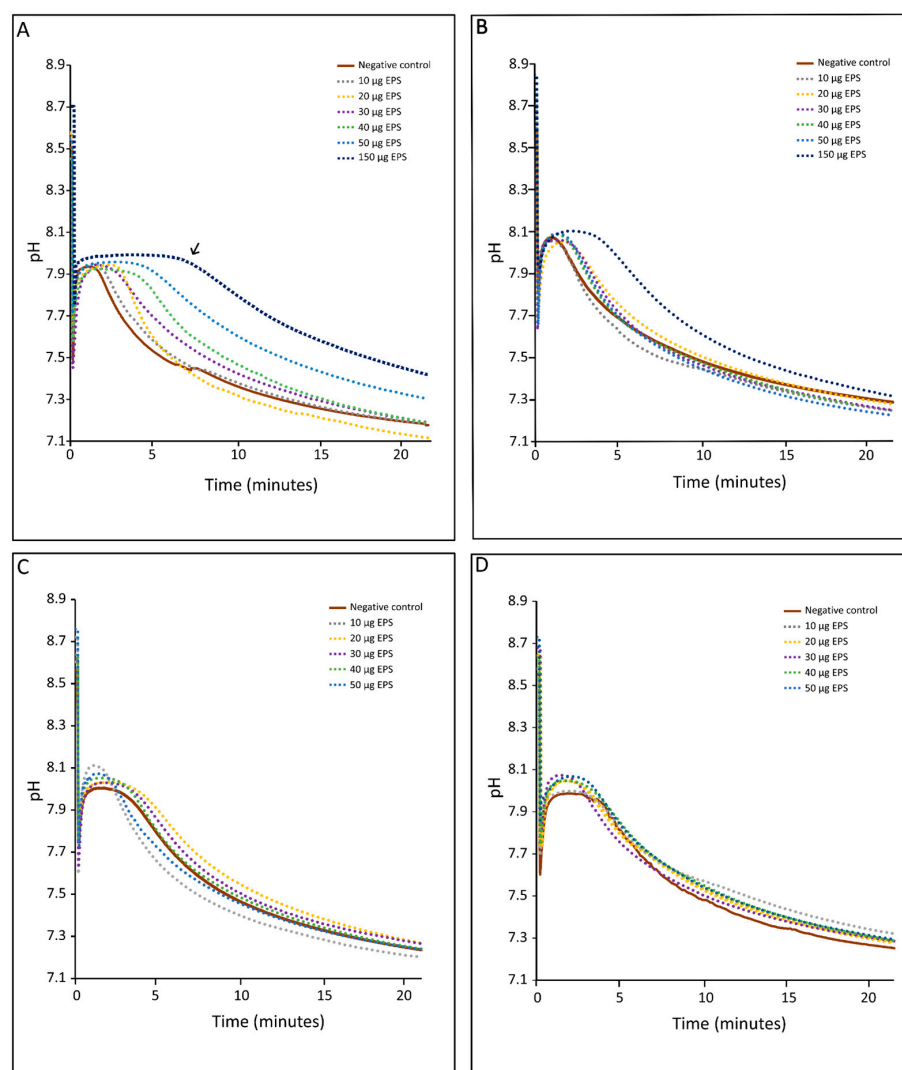 A
Negative control
10 µg EPS
20 µg EPS
30 µg EPS
40 µg EPS
50 µg EPS
150 µg EPS
8.9
8.7
8.5
8.3
8.1
7.9
7.7
7.5
7.3
7.1
pH
0 5 10 15 20
Time (minutes)
B
Negative control
10 µg EPS
20 µg EPS
30 µg EPS
40 µg EPS
50 µg EPS
150 µg EPS
8.9
8.7
8.5
8.3
8.1
7.9
7.7
7.5
7.3
7.1
pH
0 5 10 15 20
Time (minutes)
C
Negative control
10 µg EPS
20 µg EPS
30 µg EPS
40 µg EPS
50 µg EPS
8.9
8.7
8.5
8.3
8.1
7.9
7.7
7.5
7.3
7.1
pH
0 5 10 15 20
Time (minutes)
D
Negative control
10 µg EPS
20 µg EPS
30 µg EPS
40 µg EPS
50 µg EPS
8.9
8.7
8.5
8.3
8.1
7.9
7.7
7.5
7.3
7.1
pH
0 5 10 15 20
Time (minutes)